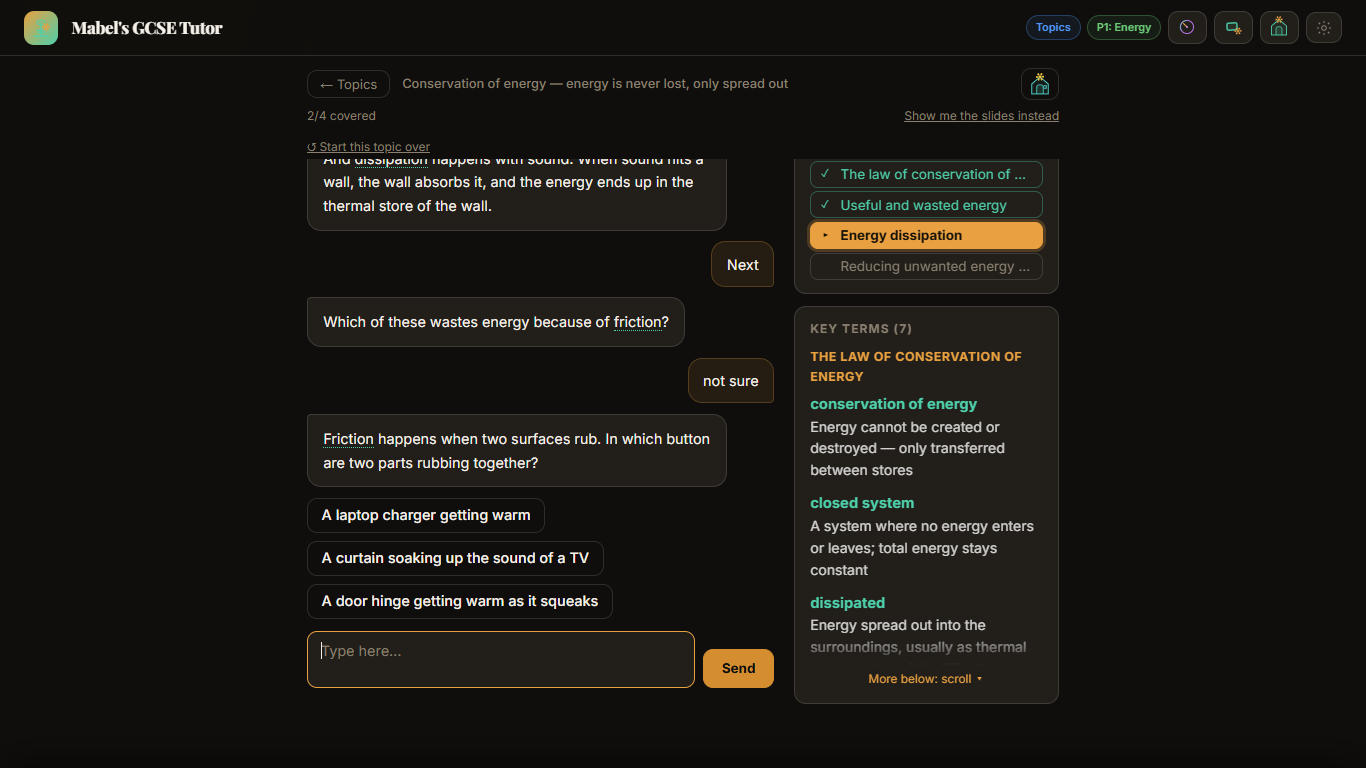 Mabel's GCSE Tutor
Topics
P1: Energy
← Topics
Conservation of energy — energy is never lost, only spread out
2/4 covered
Show me the slides instead
↺ Start this topic over
And dissipation happens with sound. When sound hits a
wall, the wall absorbs it, and the energy ends up in the
thermal store of the wall.
Next
Which of these wastes energy because of friction?
not sure
Friction happens when two surfaces rub. In which button
are two parts rubbing together?
A laptop charger getting warm
A curtain soaking up the sound of a TV
A door hinge getting warm as it squeaks
Type here...
Send
✓ The law of conservation of ...
✓ Useful and wasted energy
▸ Energy dissipation
Reducing unwanted energy ...
KEY TERMS (7)
THE LAW OF CONSERVATION OF
ENERGY
conservation of energy
Energy cannot be created or
destroyed — only transferred
between stores
closed system
A system where no energy enters
or leaves; total energy stays
constant
dissipated
Energy spread out into the
surroundings, usually as thermal
More below: scroll ▾